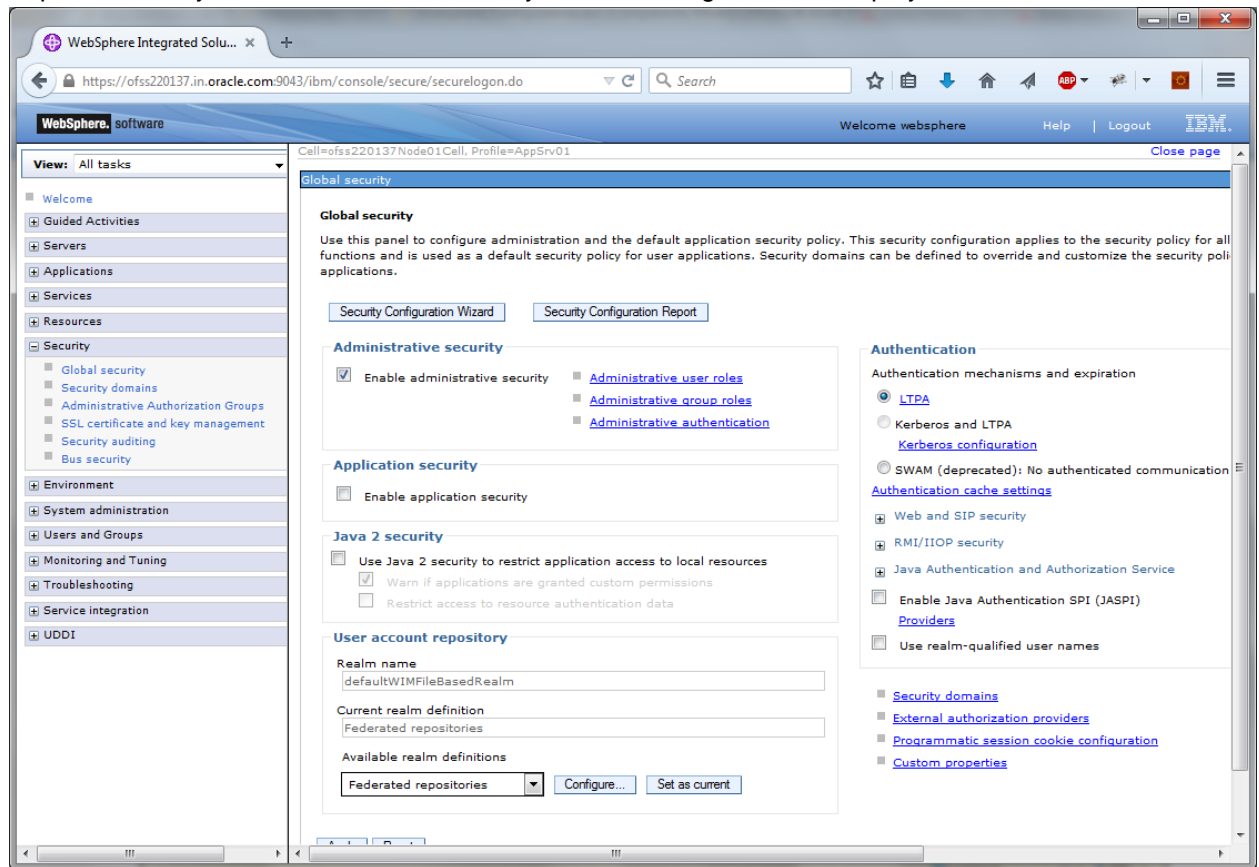 WebSphere Integrated Solu...
https://ofss220137.in.oracle.com:9043/ibm/console/secure/securelogon.do
Search
ABP
WebSphere. software
Welcome websphere
Help | Logout
IBM.
View: All tasks
Welcome
Guided Activities
Servers
Applications
Services
Resources
Security
Global security
Security domains
Administrative Authorization Groups
SSL certificate and key management
Security auditing
Bus security
Environment
System administration
Users and Groups
Monitoring and Tuning
Troubleshooting
Service integration
UDDI
Cell=ofss220137Node01Cell, Profile=AppSrv01
Close page
Global security
Global security
Use this panel to configure administration and the default application security policy. This security configuration applies to the security policy for all
functions and is used as a default security policy for user applications. Security domains can be defined to override and customize the security poli
applications.
Security Configuration Wizard
Security Configuration Report
Administrative security
Enable administrative security
Administrative user roles
Administrative group roles
Administrative authentication
Application security
Enable application security
Java 2 security
Use Java 2 security to restrict application access to local resources
Warn if applications are granted custom permissions
Restrict access to resource authentication data
User account repository
Realm name
defaultWIMFileBasedRealm
Current realm definition
Federated repositories
Available realm definitions
Federated repositories
Configure...
Set as current
Authentication
Authentication mechanisms and expiration
LTPA
Kerberos and LTPA
Kerberos configuration
SWAM (deprecated): No authenticated communication
Authentication cache settings
Web and SIP security
RMI/IIOP security
Java Authentication and Authorization Service
Enable Java Authentication SPI (JASPI)
Providers
Use realm-qualified user names
Security domains
External authorization providers
Programmatic session cookie configuration
Custom properties